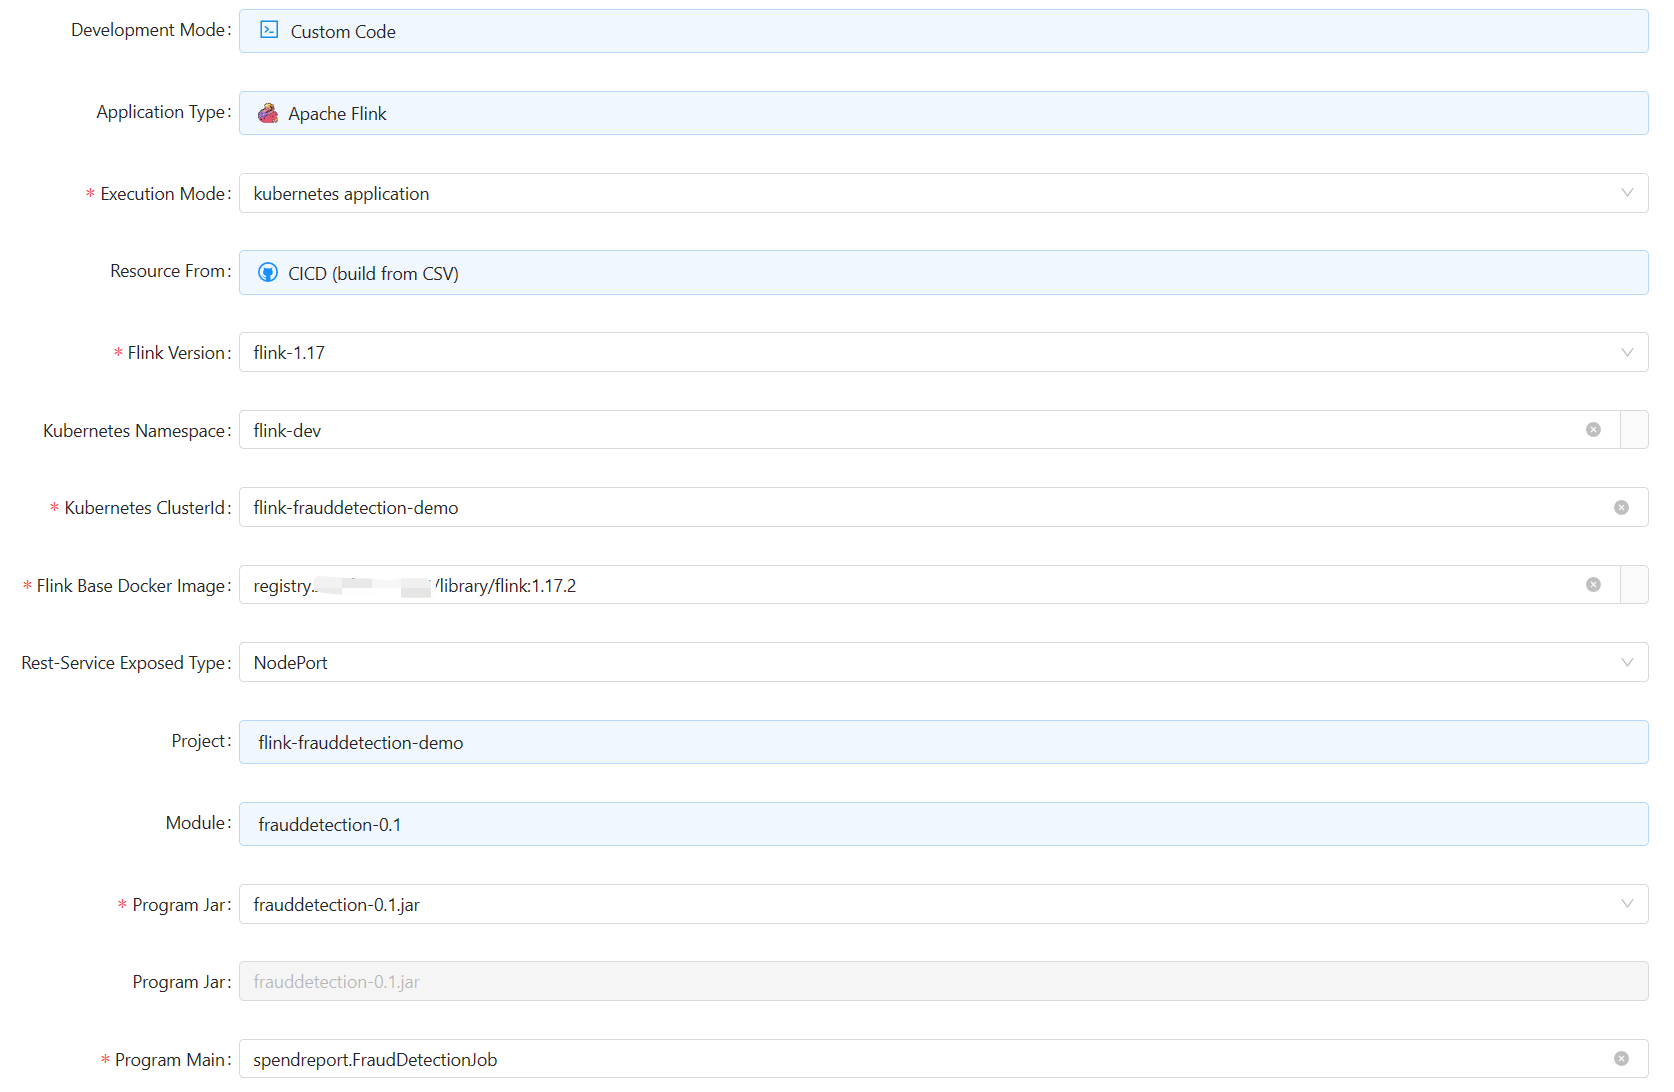 Development Mode: Custom Code
Application Type: Apache Flink
* Execution Mode: kubernetes application
Resource From: CICD (build from CSV)
* Flink Version: flink-1.17
Kubernetes Namespace: flink-dev
* Kubernetes ClusterId: flink-frauddetection-demo
* Flink Base Docker Image: registry. /library/flink:1.17.2
Rest-Service Exposed Type: NodePort
Project: flink-frauddetection-demo
Module: frauddetection-0.1
* Program Jar: frauddetection-0.1.jar
Program Jar: frauddetection-0.1.jar
* Program Main: spendreport.FraudDetectionJob